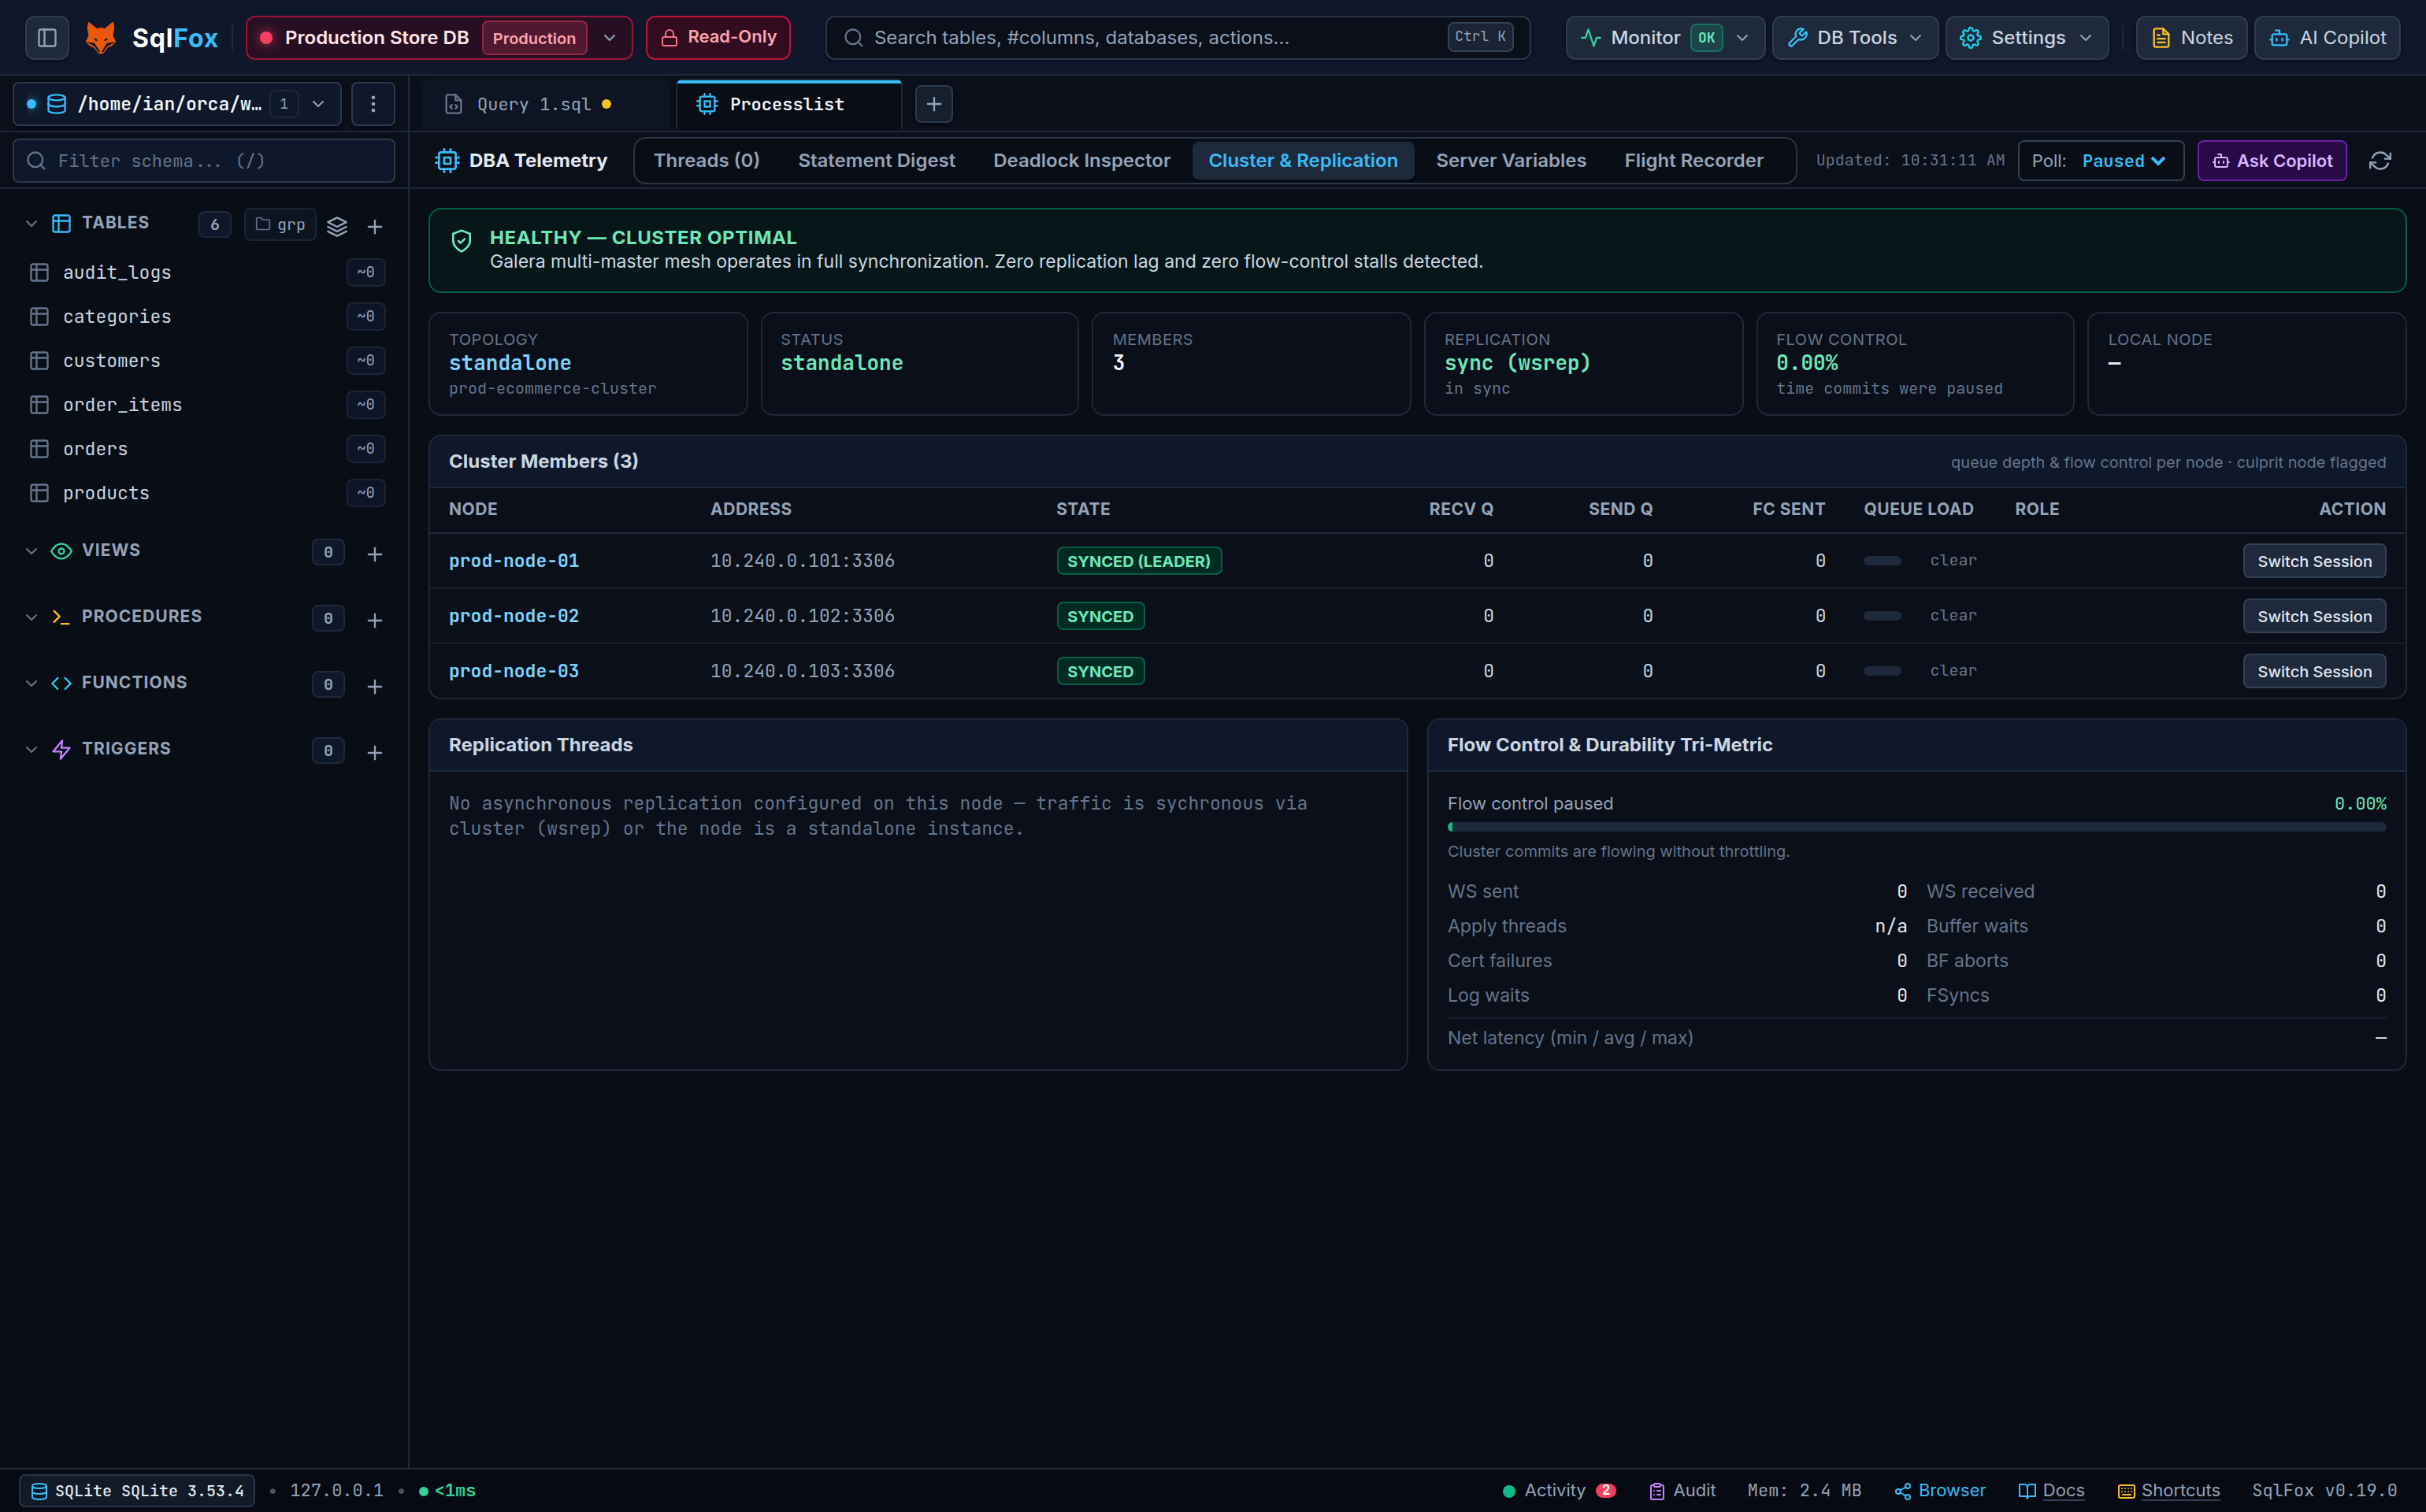 SqlFox
Production Store DB Production
Read-Only
Search tables, #columns, databases, actions... Ctrl K
Monitor OK
DB Tools
Settings
Notes
AI Copilot
/home/ian/orca/w… 1
Query 1.sql
Processlist
Filter schema... (/)
DBA Telemetry
Threads (0)
Statement Digest
Deadlock Inspector
Cluster & Replication
Server Variables
Flight Recorder
Updated: 10:31:11 AM
Poll: Paused
Ask Copilot
TABLES 6 grp
audit_logs ~0
categories ~0
customers ~0
order_items ~0
orders ~0
products ~0
VIEWS 0
PROCEDURES 0
FUNCTIONS 0
TRIGGERS 0
HEALTHY — CLUSTER OPTIMAL
Galera multi-master mesh operates in full synchronization. Zero replication lag and zero flow-control stalls detected.
TOPOLOGY
standalone
prod-ecommerce-cluster
STATUS
standalone
MEMBERS
3
REPLICATION
sync (wsrep)
in sync
FLOW CONTROL
0.00%
time commits were paused
LOCAL NODE
—
Cluster Members (3)
queue depth & flow control per node · culprit node flagged
NODE ADDRESS STATE RECV Q SEND Q FC SENT QUEUE LOAD ROLE ACTION
prod-node-01 10.240.0.101:3306 SYNCED (LEADER) 0 0 0 clear Switch Session
prod-node-02 10.240.0.102:3306 SYNCED 0 0 0 clear Switch Session
prod-node-03 10.240.0.103:3306 SYNCED 0 0 0 clear Switch Session
Replication Threads
No asynchronous replication configured on this node — traffic is sychronous via
cluster (wsrep) or the node is a standalone instance.
Flow Control & Durability Tri-Metric
Flow control paused 0.00%
Cluster commits are flowing without throttling.
WS sent 0 WS received 0
Apply threads n/a Buffer waits 0
Cert failures 0 BF aborts 0
Log waits 0 FSyncs 0
Net latency (min / avg / max) —
SQLite SQLite 3.53.4 • 127.0.0.1 • <1ms
Activity 2
Audit
Mem: 2.4 MB
Browser
Docs
Shortcuts
SqlFox v0.19.0